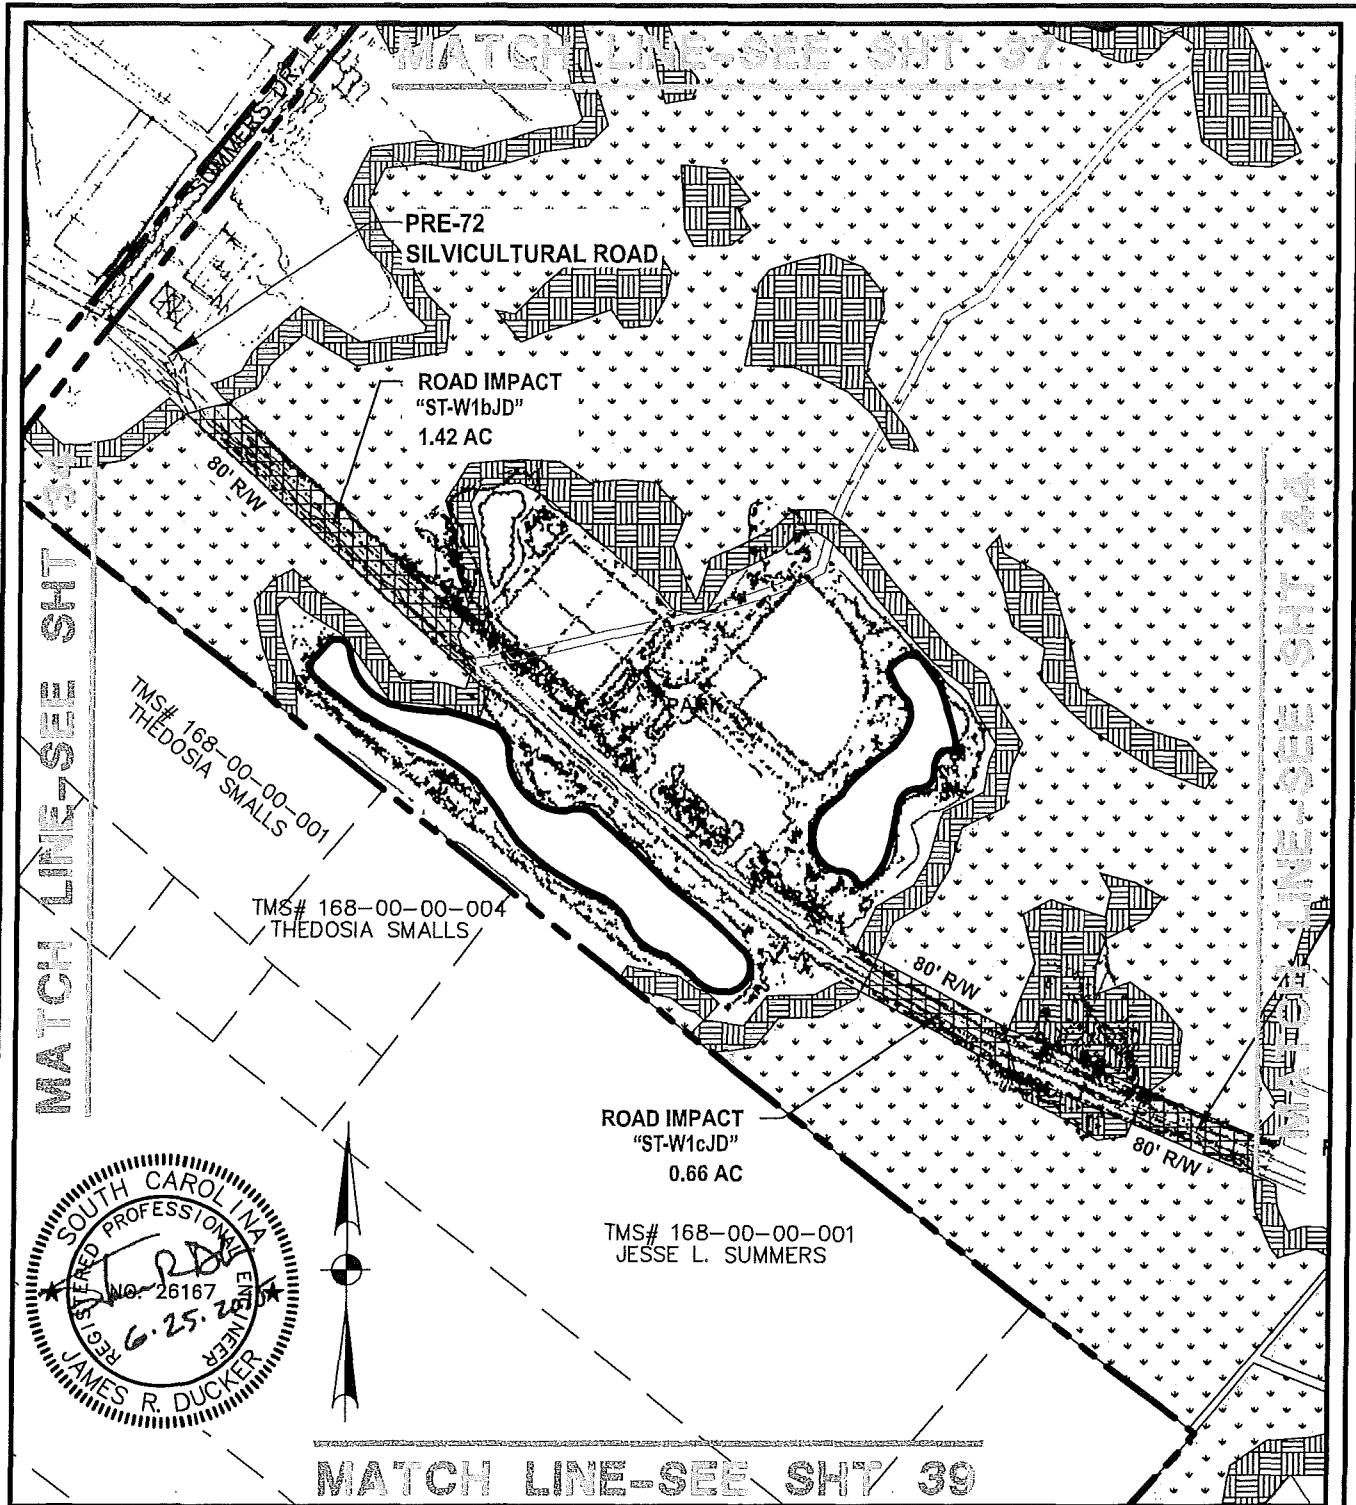 MATCH LINE-SEE SHT 37
SOMMERS DR.
PRE-72
SILVICULTURAL ROAD
ROAD IMPACT
"ST-W1bJD"
1.42 AC
80' R/W
MATCH LINE-SEE SHT 34
MATCH LINE-SEE SHT 44
PARK
TMS# 168-00-00-001
THEDOSIA SMALLS
TMS# 168-00-00-004
THEDOSIA SMALLS
80' R/W
ROAD IMPACT
"ST-W1cJD"
0.66 AC
80' R/W
TMS# 168-00-00-001
JESSE L. SUMMERS
SOUTH CAROLINA
REGISTERED PROFESSIONAL ENGINEER
NO. 26167
JAMES R. DUCKER
MATCH LINE-SEE SHT 39